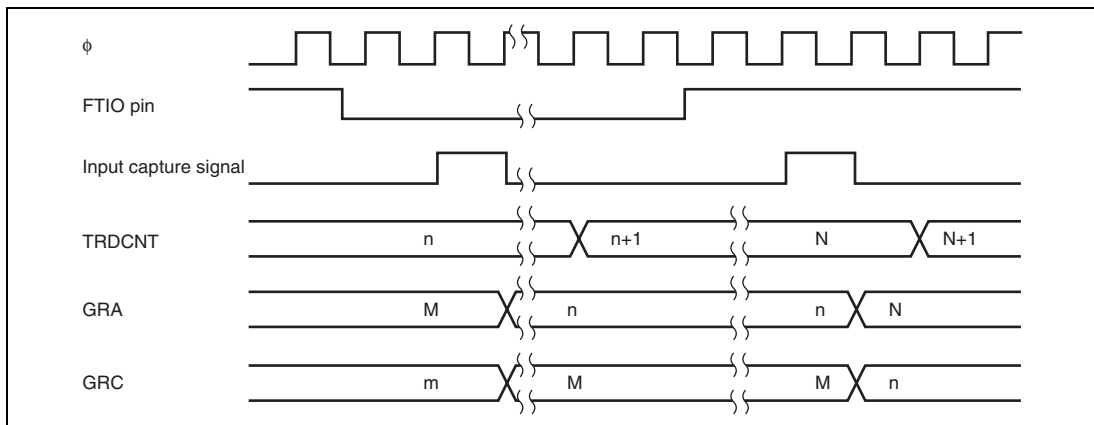 ϕ
FTIO pin
Input capture signal
TRDCNT n n+1 N N+1
GRA M n n N
GRC m M M n